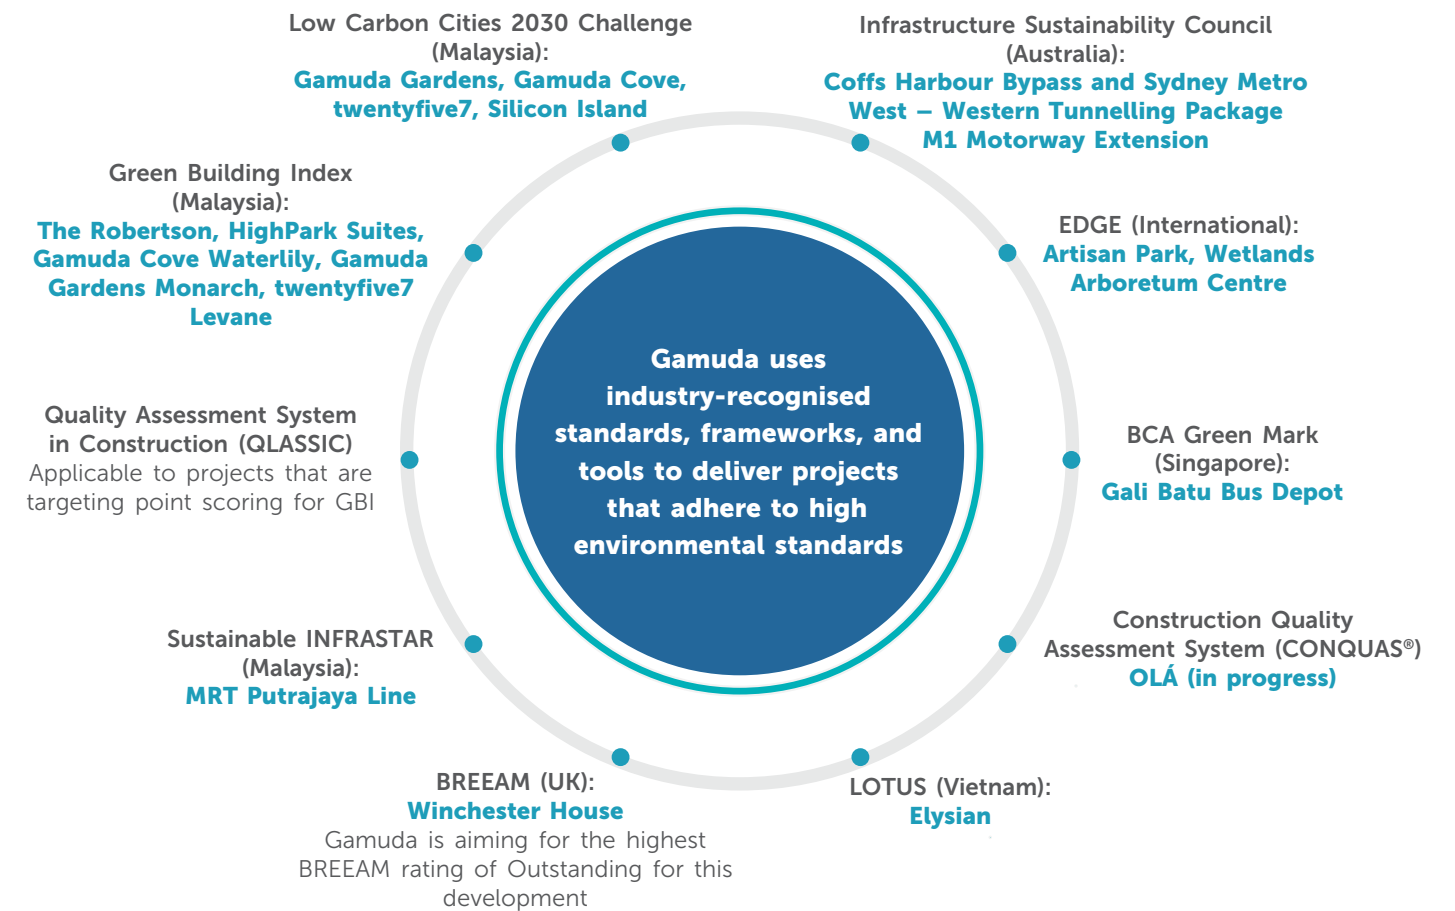 Low Carbon Cities 2030 Challenge
(Malaysia):
Gamuda Gardens, Gamuda Cove,
twentyfive7, Silicon Island
Infrastructure Sustainability Council
(Australia):
Coffs Harbour Bypass and Sydney Metro
West – Western Tunnelling Package
M1 Motorway Extension
Green Building Index
(Malaysia):
The Robertson, HighPark Suites,
Gamuda Cove Waterlily, Gamuda
Gardens Monarch, twentyfive7
Levane
EDGE (International):
Artisan Park, Wetlands
Arboretum Centre
Gamuda uses
industry-recognised
standards, frameworks, and
tools to deliver projects
that adhere to high
environmental standards
Quality Assessment System
in Construction (QLASSIC)
Applicable to projects that are
targeting point scoring for GBI
BCA Green Mark
(Singapore):
Gali Batu Bus Depot
Sustainable INFRASTAR
(Malaysia):
MRT Putrajaya Line
Construction Quality
Assessment System (CONQUAS®)
OLÁ (in progress)
BREEAM (UK):
Winchester House
Gamuda is aiming for the highest
BREEAM rating of Outstanding for this
development
LOTUS (Vietnam):
Elysian